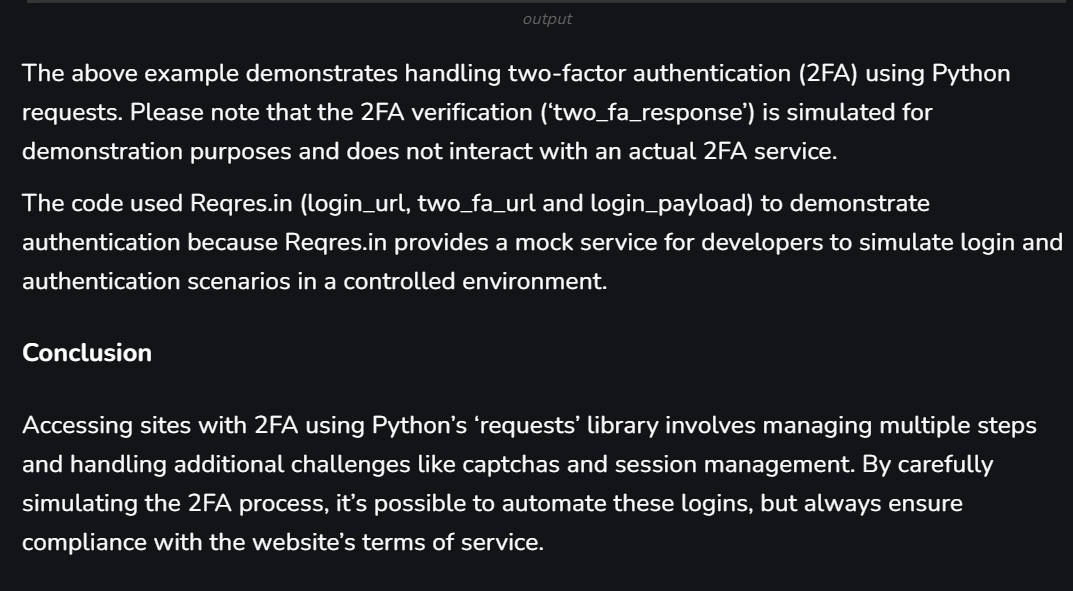 output
The above example demonstrates handling two-factor authentication (2FA) using Python
requests. Please note that the 2FA verification (‘two_fa_response’) is simulated for
demonstration purposes and does not interact with an actual 2FA service.
The code used Reqres.in (login_url, two_fa_url and login_payload) to demonstrate
authentication because Reqres.in provides a mock service for developers to simulate login and
authentication scenarios in a controlled environment.
Conclusion
Accessing sites with 2FA using Python’s ‘requests’ library involves managing multiple steps
and handling additional challenges like captchas and session management. By carefully
simulating the 2FA process, it’s possible to automate these logins, but always ensure
compliance with the website’s terms of service.